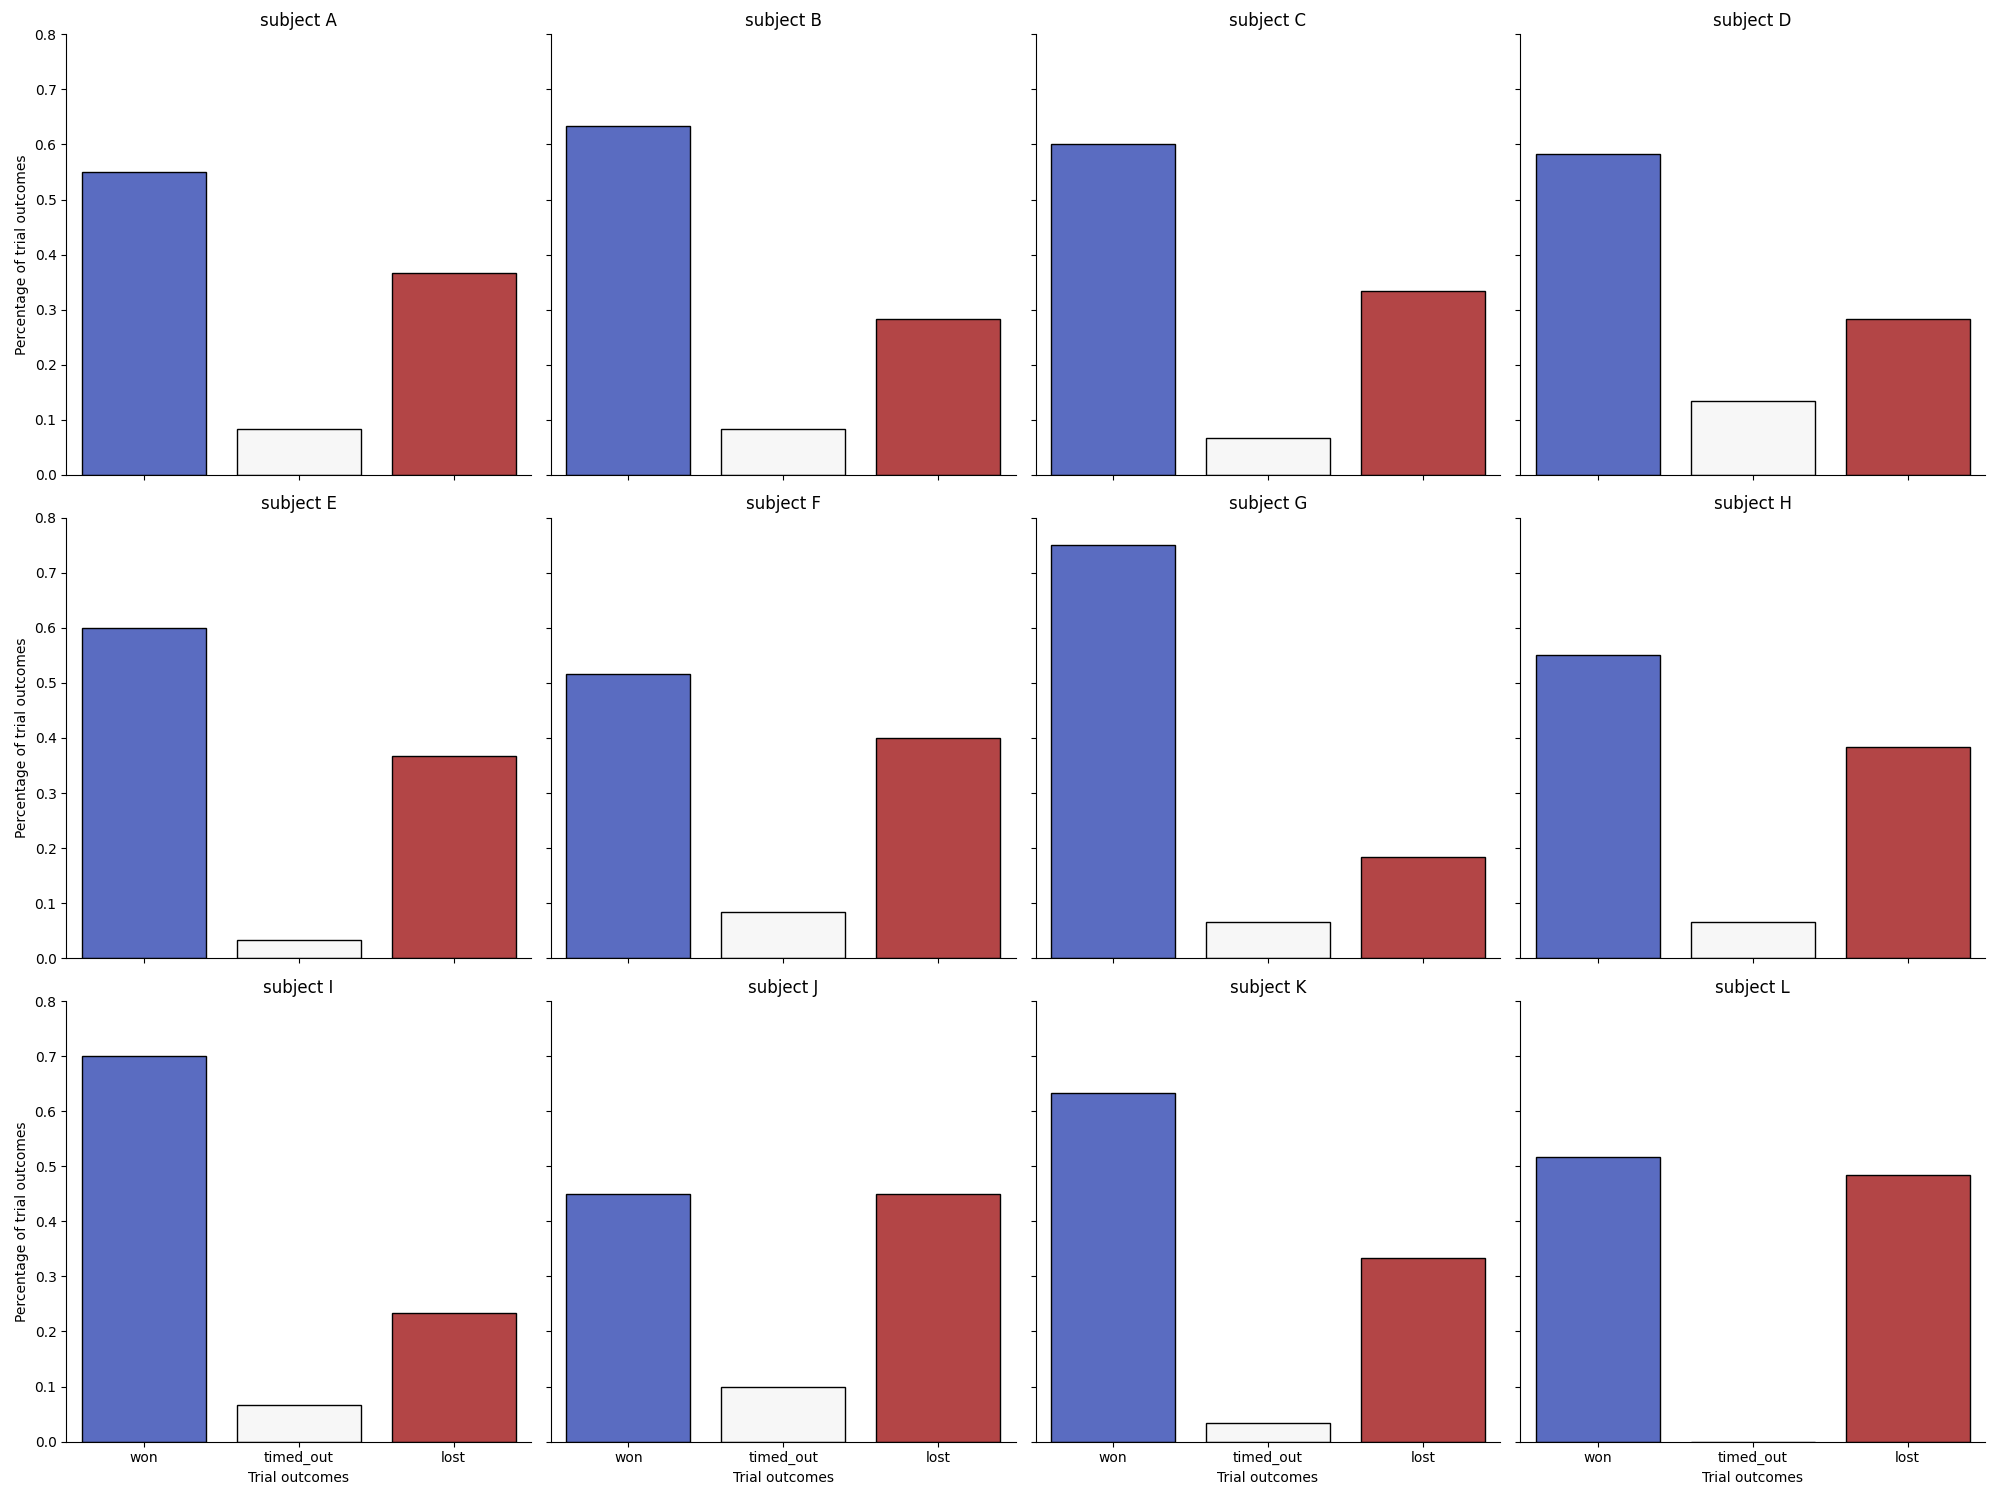 subject A
subject B
subject C
subject D
0.8
0.7
0.6
0.5
0.4
0.3
0.2
0.1
0.0
Percentage of trial outcomes
subject E
subject F
subject G
subject H
0.8
0.7
0.6
0.5
0.4
0.3
0.2
0.1
0.0
Percentage of trial outcomes
subject I
subject J
subject K
subject L
0.8
0.7
0.6
0.5
0.4
0.3
0.2
0.1
0.0
Percentage of trial outcomes
won timed_out lost
Trial outcomes
won timed_out lost
Trial outcomes
won timed_out lost
Trial outcomes
won timed_out lost
Trial outcomes